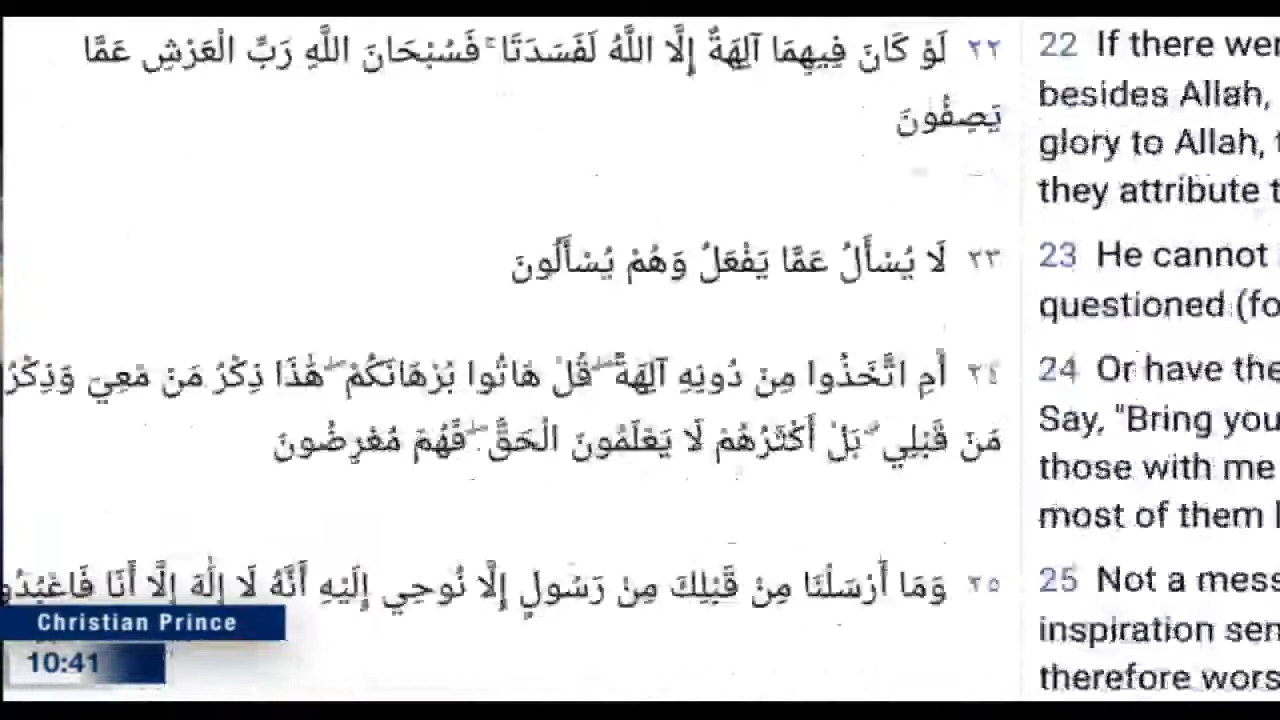 ٢٢ لَوْ كَانَ فِيهِمَا آلِهَةٌ إِلَّا اللَّهُ لَفَسَدَتَا ۚ فَسُبْحَانَ اللَّهِ رَبِّ الْعَرْشِ عَمَّا
يَصِفُونَ
٢٣ لَا يُسْأَلُ عَمَّا يَفْعَلُ وَهُمْ يُسْأَلُونَ
٢٤ أَمِ اتَّخَذُوا مِنْ دُونِهِ آلِهَةً ۖ قُلْ هَاتُوا بُرْهَانَكُمْ ۖ هَٰذَا ذِكْرُ مَنْ مَعِيَ وَذِكْرُ
مَنْ قَبْلِي ۗ بَلْ أَكْثَرُهُمْ لَا يَعْلَمُونَ الْحَقَّ ۖ فَهُمْ مُعْرِضُونَ
٢٥ وَمَا أَرْسَلْنَا مِنْ قَبْلِكَ مِنْ رَسُولٍ إِلَّا نُوحِي إِلَيْهِ أَنَّهُ لَا إِلَٰهَ إِلَّا أَنَا فَاعْبُدُو
22 If there wer
besides Allah,
glory to Allah, t
they attribute t
23 He cannot
questioned (fo
24 Or have the
Say, "Bring you
those with me
most of them
25 Not a mess
inspiration sen
therefore wors
Christian Prince
10:41